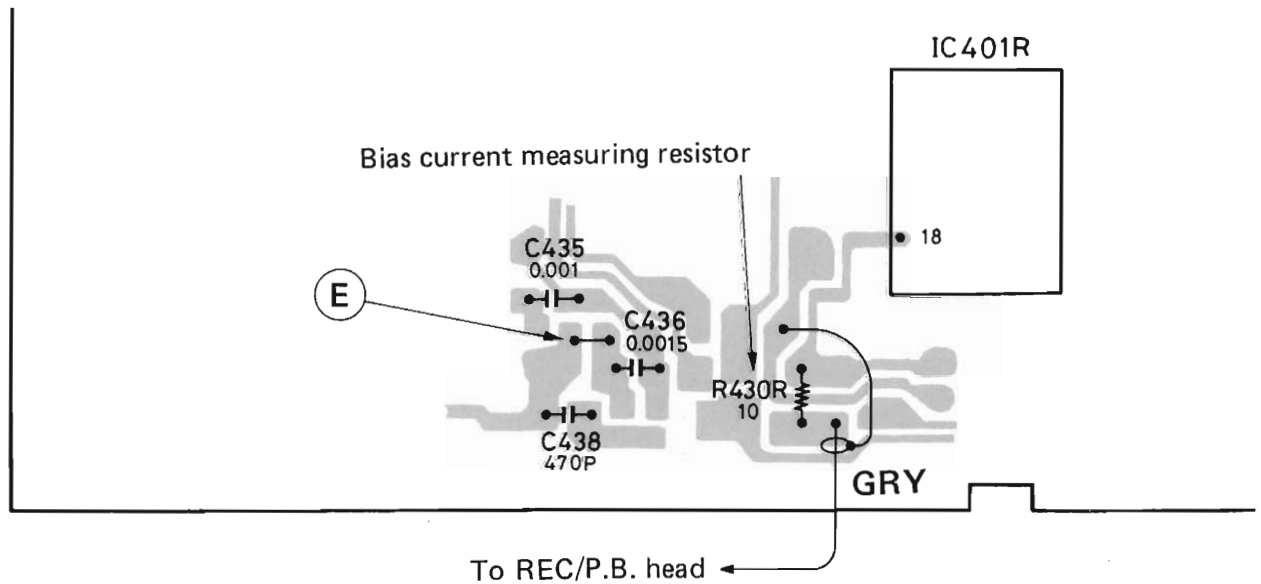 IC401R
Bias current measuring resistor
18
C435
0.001
E
C436
0.0015
R430R
10
C438
470P
GRY
To REC/P.B. head